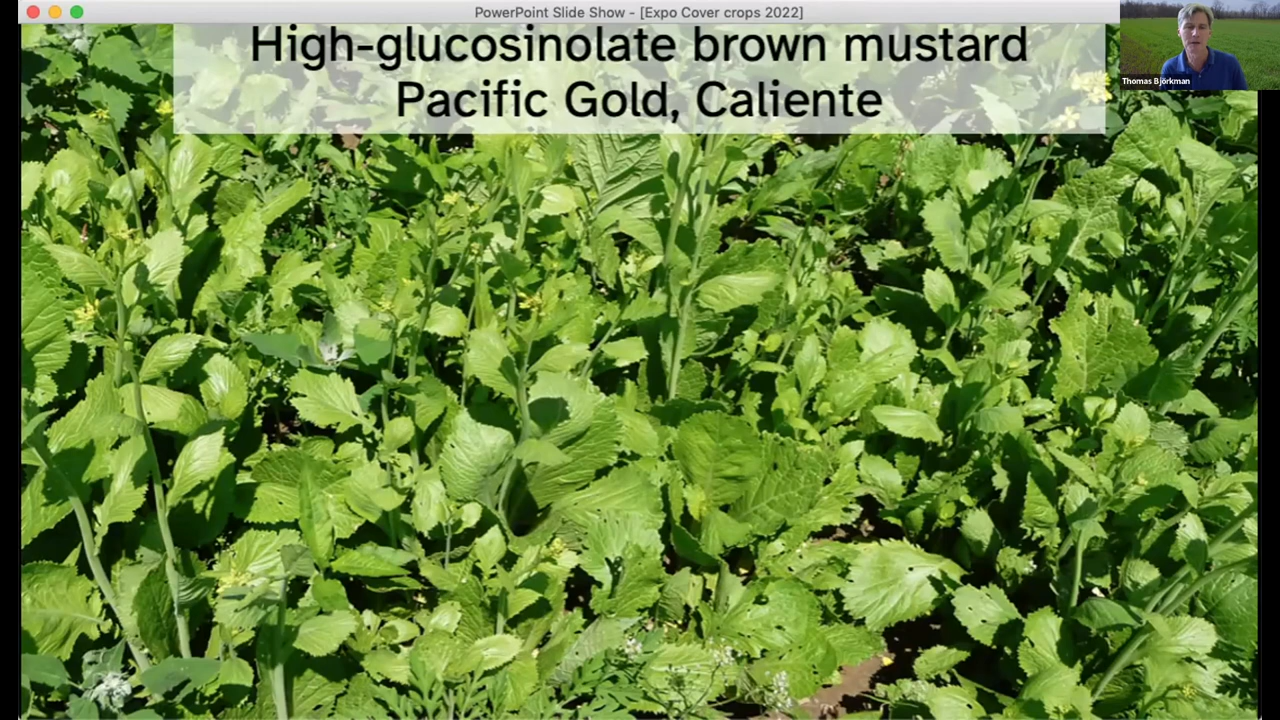 PowerPoint Slide Show - [Expo Cover crops 2022]
High-glucosinolate brown mustard
Pacific Gold, Caliente
Thomas Björkman